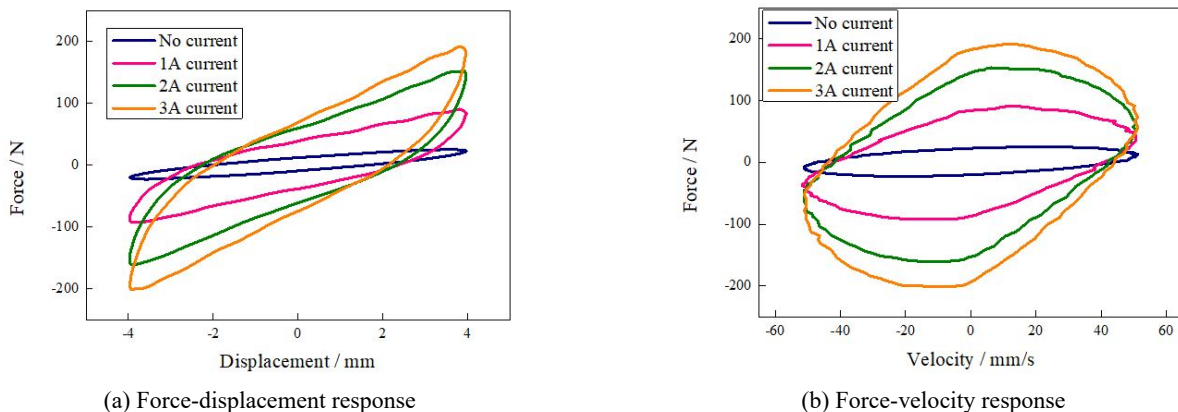 No current
1A current
2A current
3A current
200
100
0
-100
-200
Force / N
-4
-2
0
2
4
Displacement / mm
(a) Force-displacement response
No current
1A current
2A current
3A current
200
100
0
-100
-200
Force / N
-60
-40
-20
0
20
40
60
Velocity / mm/s
(b) Force-velocity response